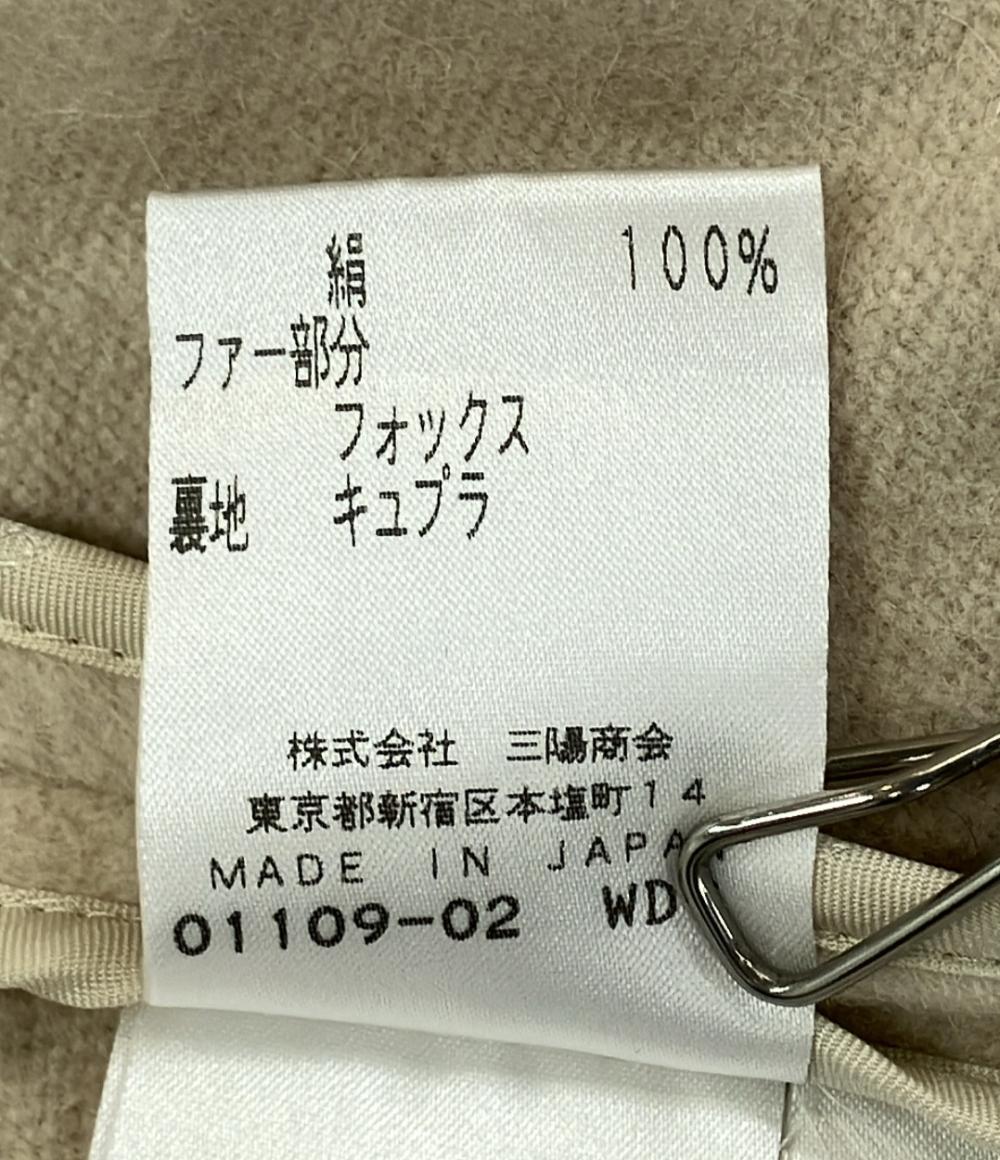 絹 100%
ファー部分
フォックス
裏地 キュプラ
株式会社 三陽商会
東京都新宿区本塩町14
MADE IN JAPAN
01109-02 WD